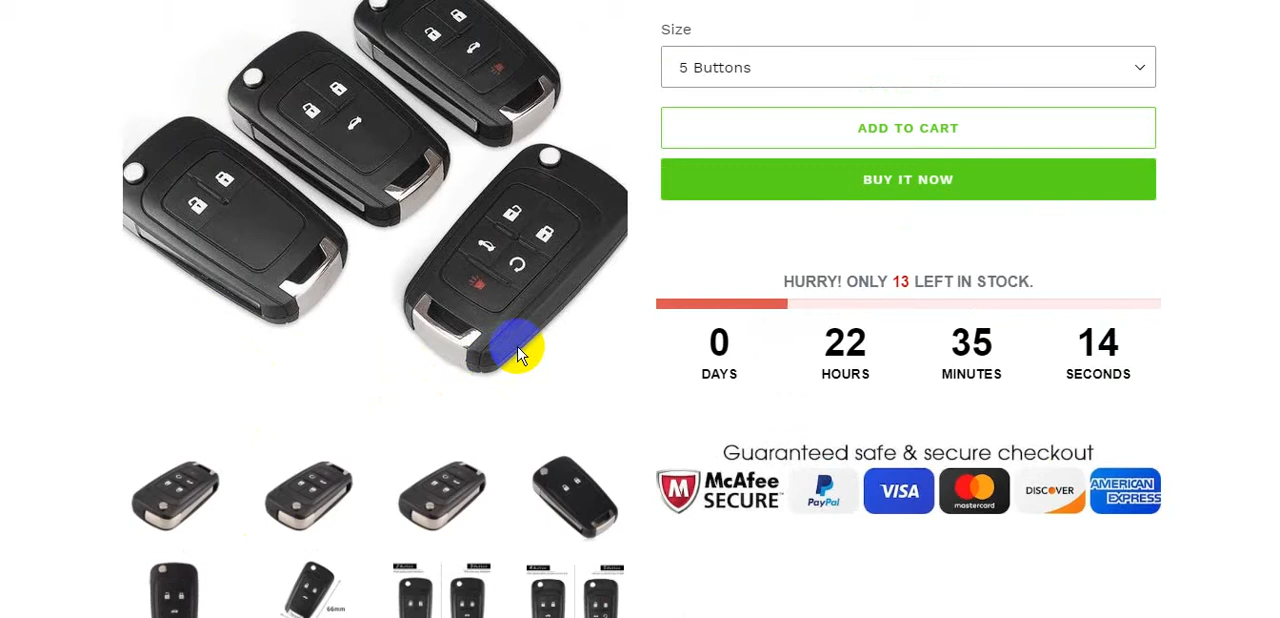 Size
5 Buttons
ADD TO CART
BUY IT NOW
HURRY! ONLY 13 LEFT IN STOCK.
0
22
35
14
DAYS
HOURS
MINUTES
SECONDS
Guaranteed safe & secure checkout
McAfee
SECURE
PayPal
VISA
mastercard
DISCOVER
AMERICAN
EXPRESS
66mm